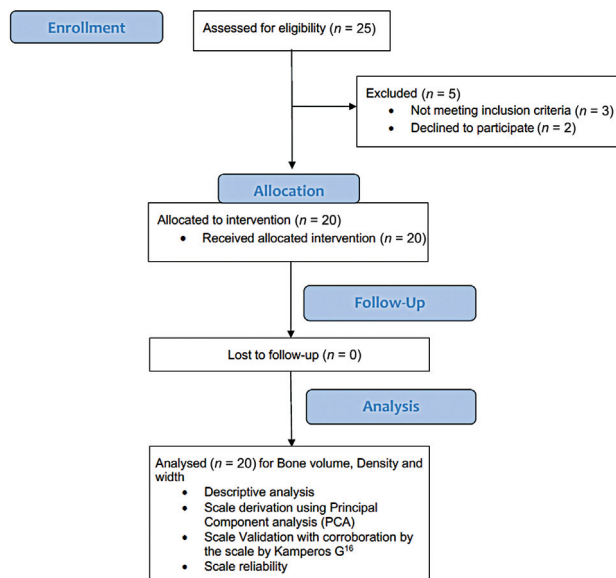 Enrollment
Assessed for eligibility (n = 25)
Excluded (n = 5)
• Not meeting inclusion criteria (n = 3)
• Declined to participate (n = 2)
Allocation
Allocated to intervention (n = 20)
• Received allocated intervention (n = 20)
Follow-Up
Lost to follow-up (n = 0)
Analysis
Analysed (n = 20) for Bone volume, Density and
width
• Descriptive analysis
• Scale derivation using Principal
Component analysis (PCA)
• Scale Validation with corroboration by
the scale by Kamperos G¹⁶
• Scale reliability